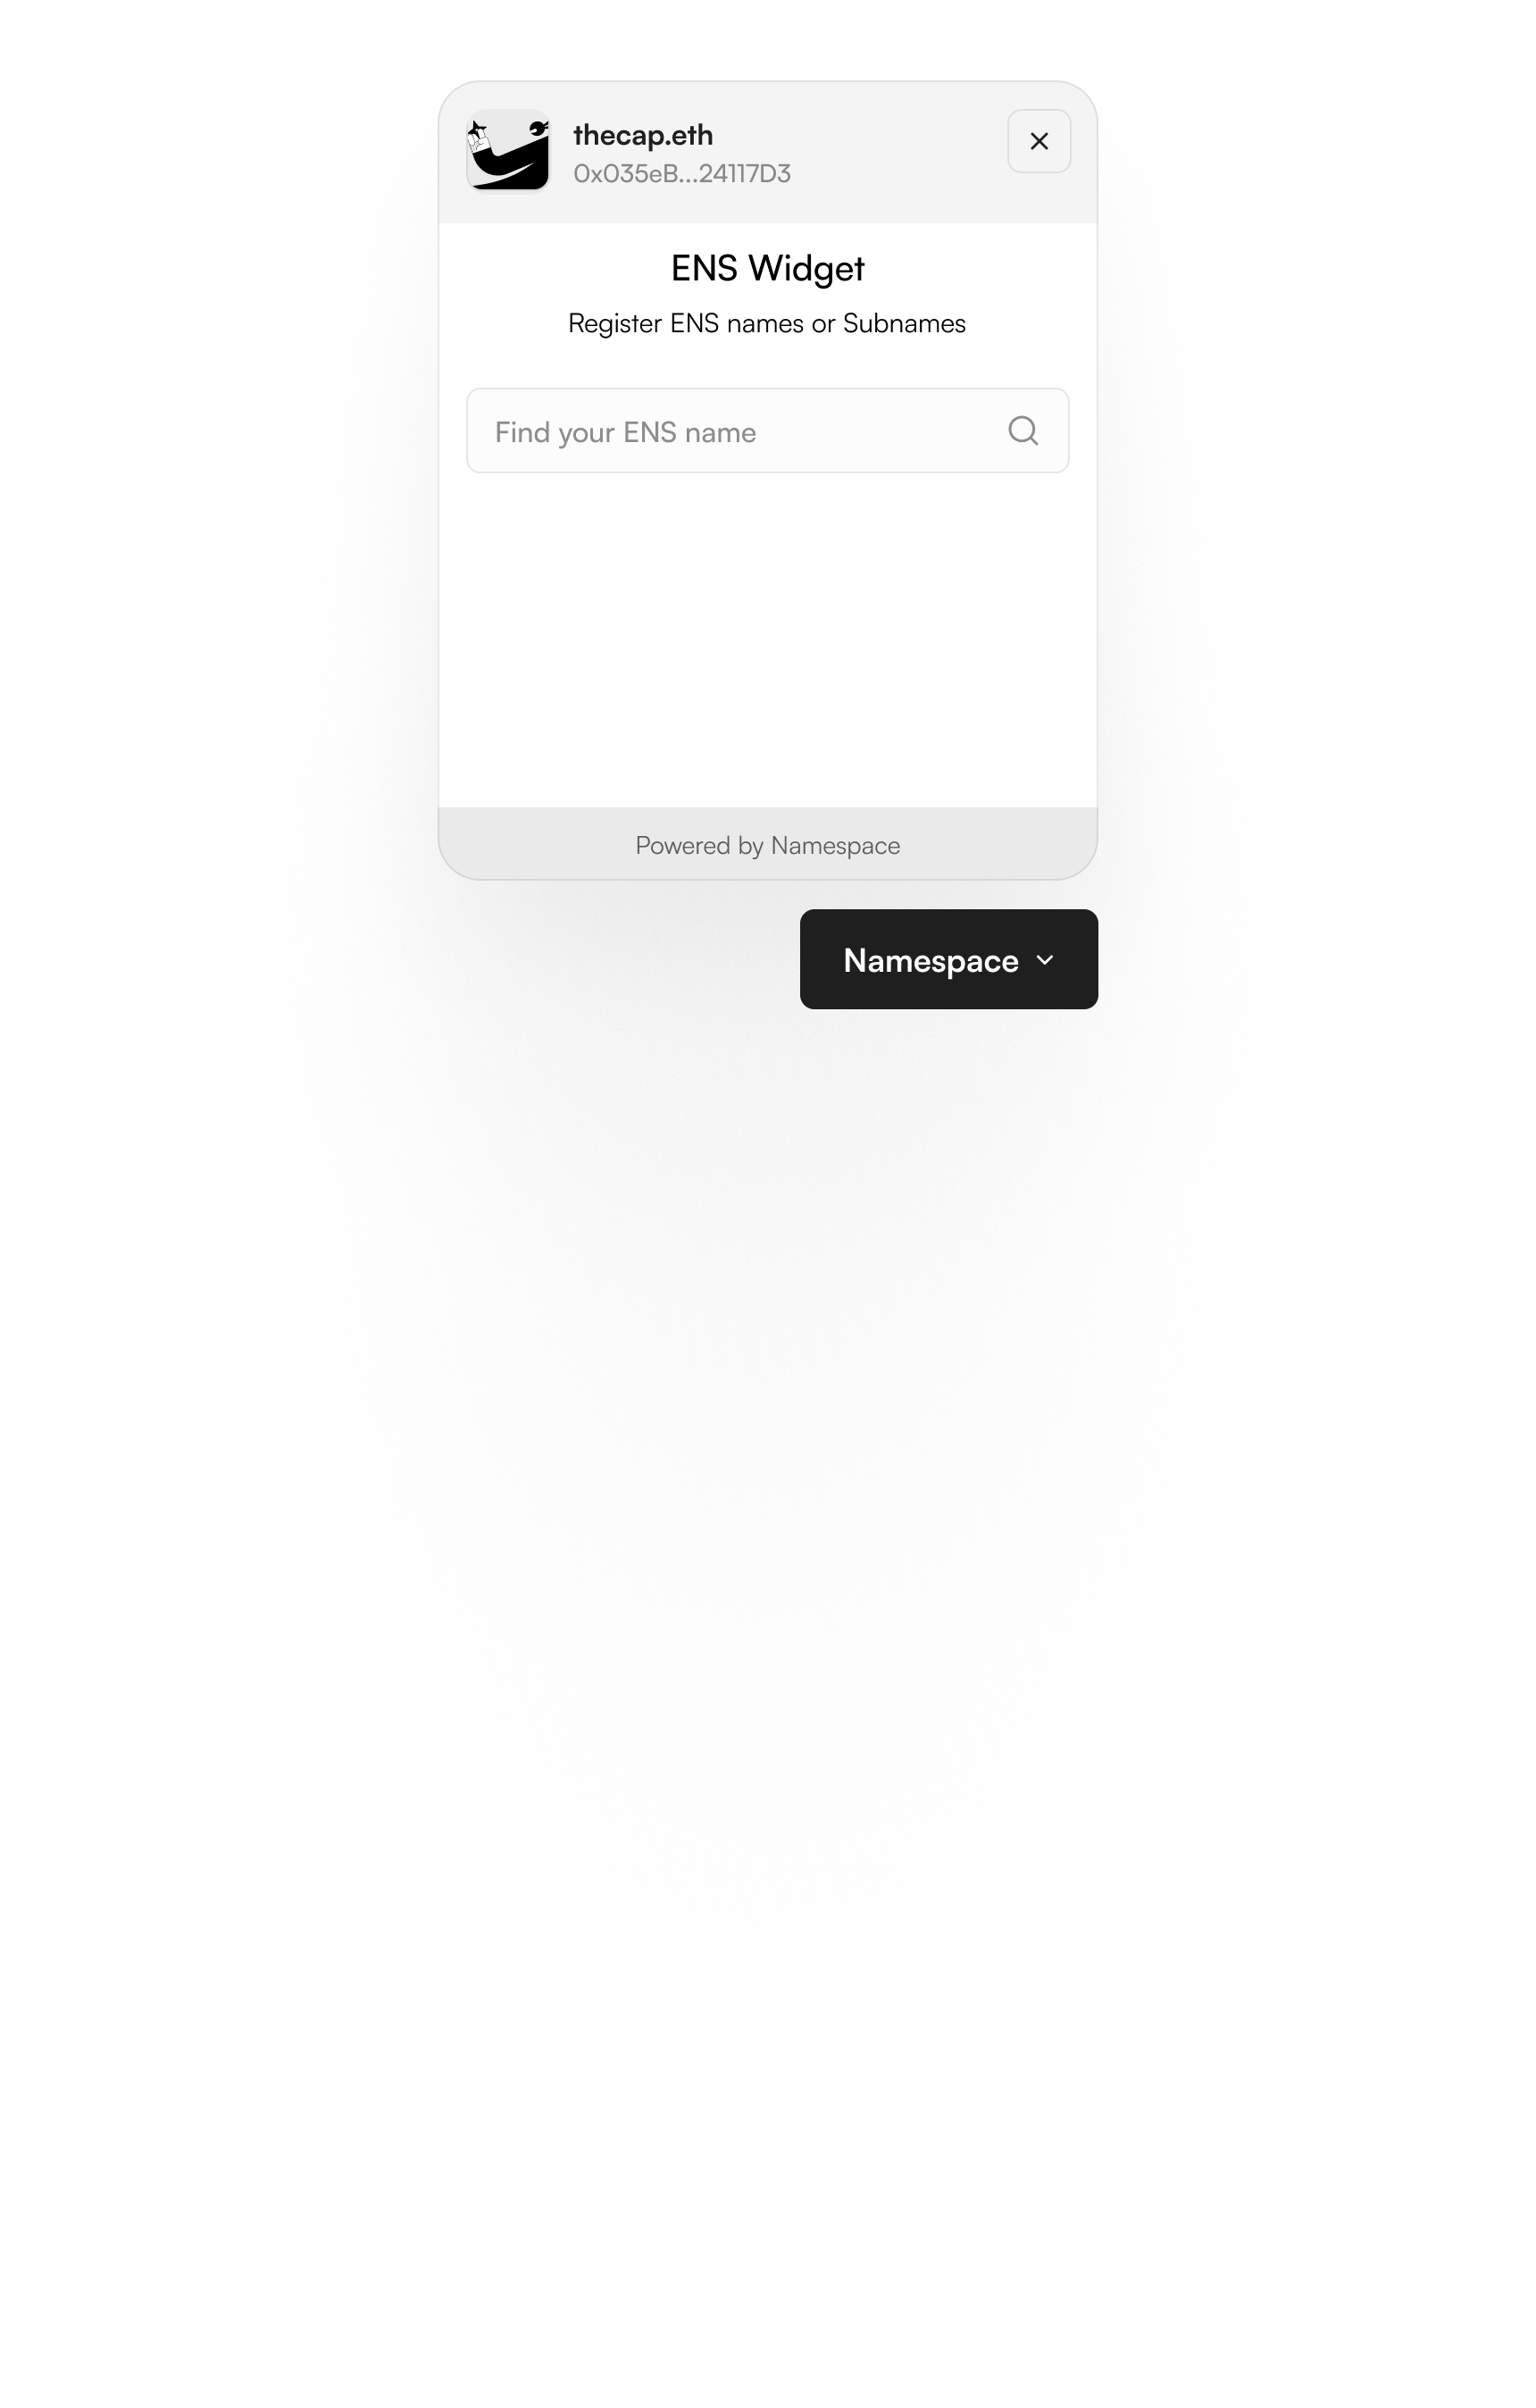 thecap.eth
0x035eB...24117D3
ENS Widget
Register ENS names or Subnames
Find your ENS name
Powered by Namespace
Namespace